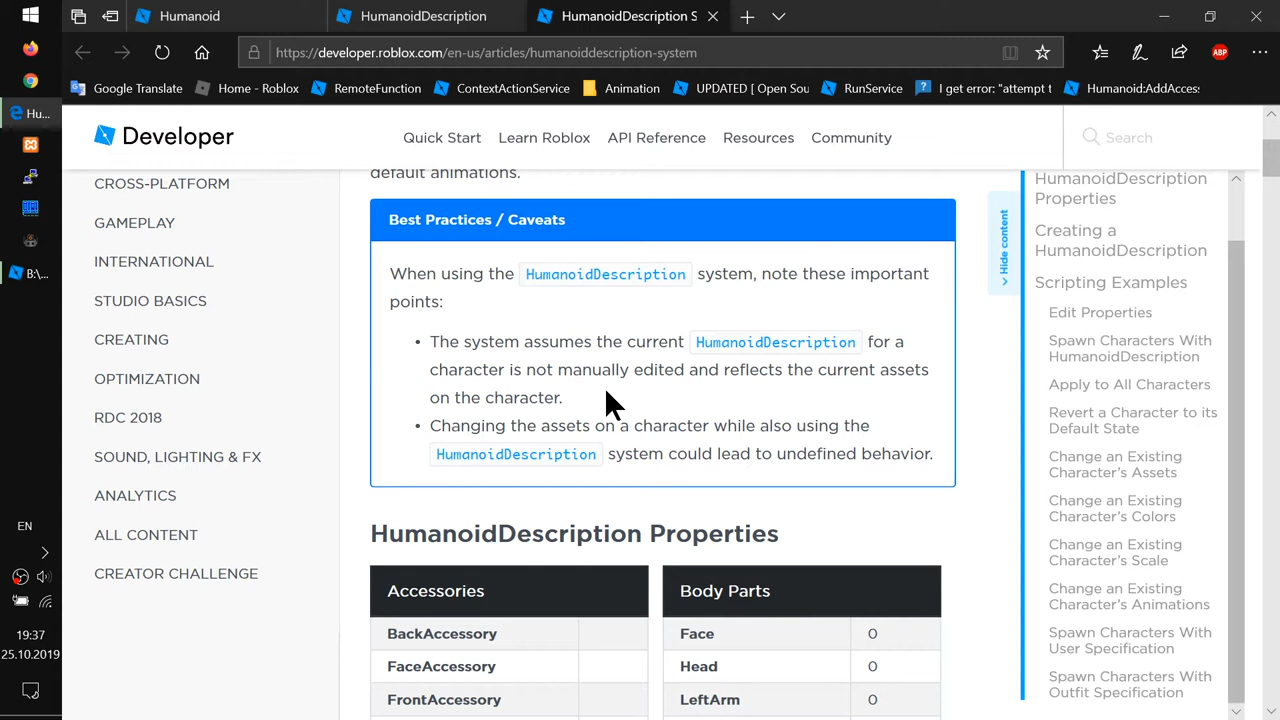 Humanoid
HumanoidDescription
HumanoidDescription S
https://developer.roblox.com/en-us/articles/humanoiddescription-system
ABP
Google Translate
Home - Roblox
RemoteFunction
ContextActionService
Animation
UPDATED [ Open Sou
RunService
I get error: "attempt t
Humanoid:AddAccess
Hu...
B:\...
EN
19:37
25.10.2019
Developer
Quick Start
Learn Roblox
API Reference
Resources
Community
Search
CROSS-PLATFORM
GAMEPLAY
INTERNATIONAL
STUDIO BASICS
CREATING
OPTIMIZATION
RDC 2018
SOUND, LIGHTING & FX
ANALYTICS
ALL CONTENT
CREATOR CHALLENGE
default animations.
Best Practices / Caveats
When using the HumanoidDescription system, note these important
points:
• The system assumes the current HumanoidDescription for a
character is not manually edited and reflects the current assets
on the character.
• Changing the assets on a character while also using the
HumanoidDescription system could lead to undefined behavior.
HumanoidDescription Properties
Accessories
BackAccessory
FaceAccessory
FrontAccessory
Body Parts
Face 0
Head 0
LeftArm 0
Hide content
HumanoidDescription
Properties
Creating a
HumanoidDescription
Scripting Examples
Edit Properties
Spawn Characters With
HumanoidDescription
Apply to All Characters
Revert a Character to its
Default State
Change an Existing
Character's Assets
Change an Existing
Character's Colors
Change an Existing
Character's Scale
Change an Existing
Character's Animations
Spawn Characters With
User Specification
Spawn Characters With
Outfit Specification